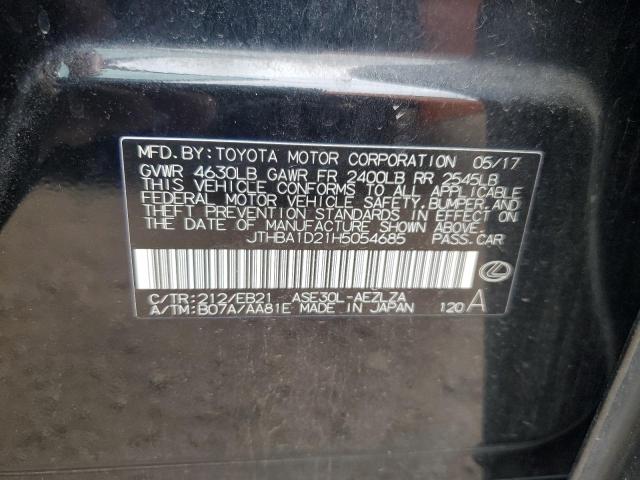 MFD. BY: TOYOTA MOTOR CORPORATION 05/17
GVWR 4630LB GAWR FR 2400LB RR 2545LB
THIS VEHICLE CONFORMS TO ALL APPLICABLE
FEDERAL MOTOR VEHICLE SAFETY, BUMPER, AND
THEFT PREVENTION STANDARDS IN EFFECT ON
THE DATE OF MANUFACTURE SHOWN ABOVE.
JTHBA1D21H5054685 PASS. CAR
C/TR: 212/EB21 ASE30L-AEZLZA
A/TM: B07A/AA81E MADE IN JAPAN 120 A